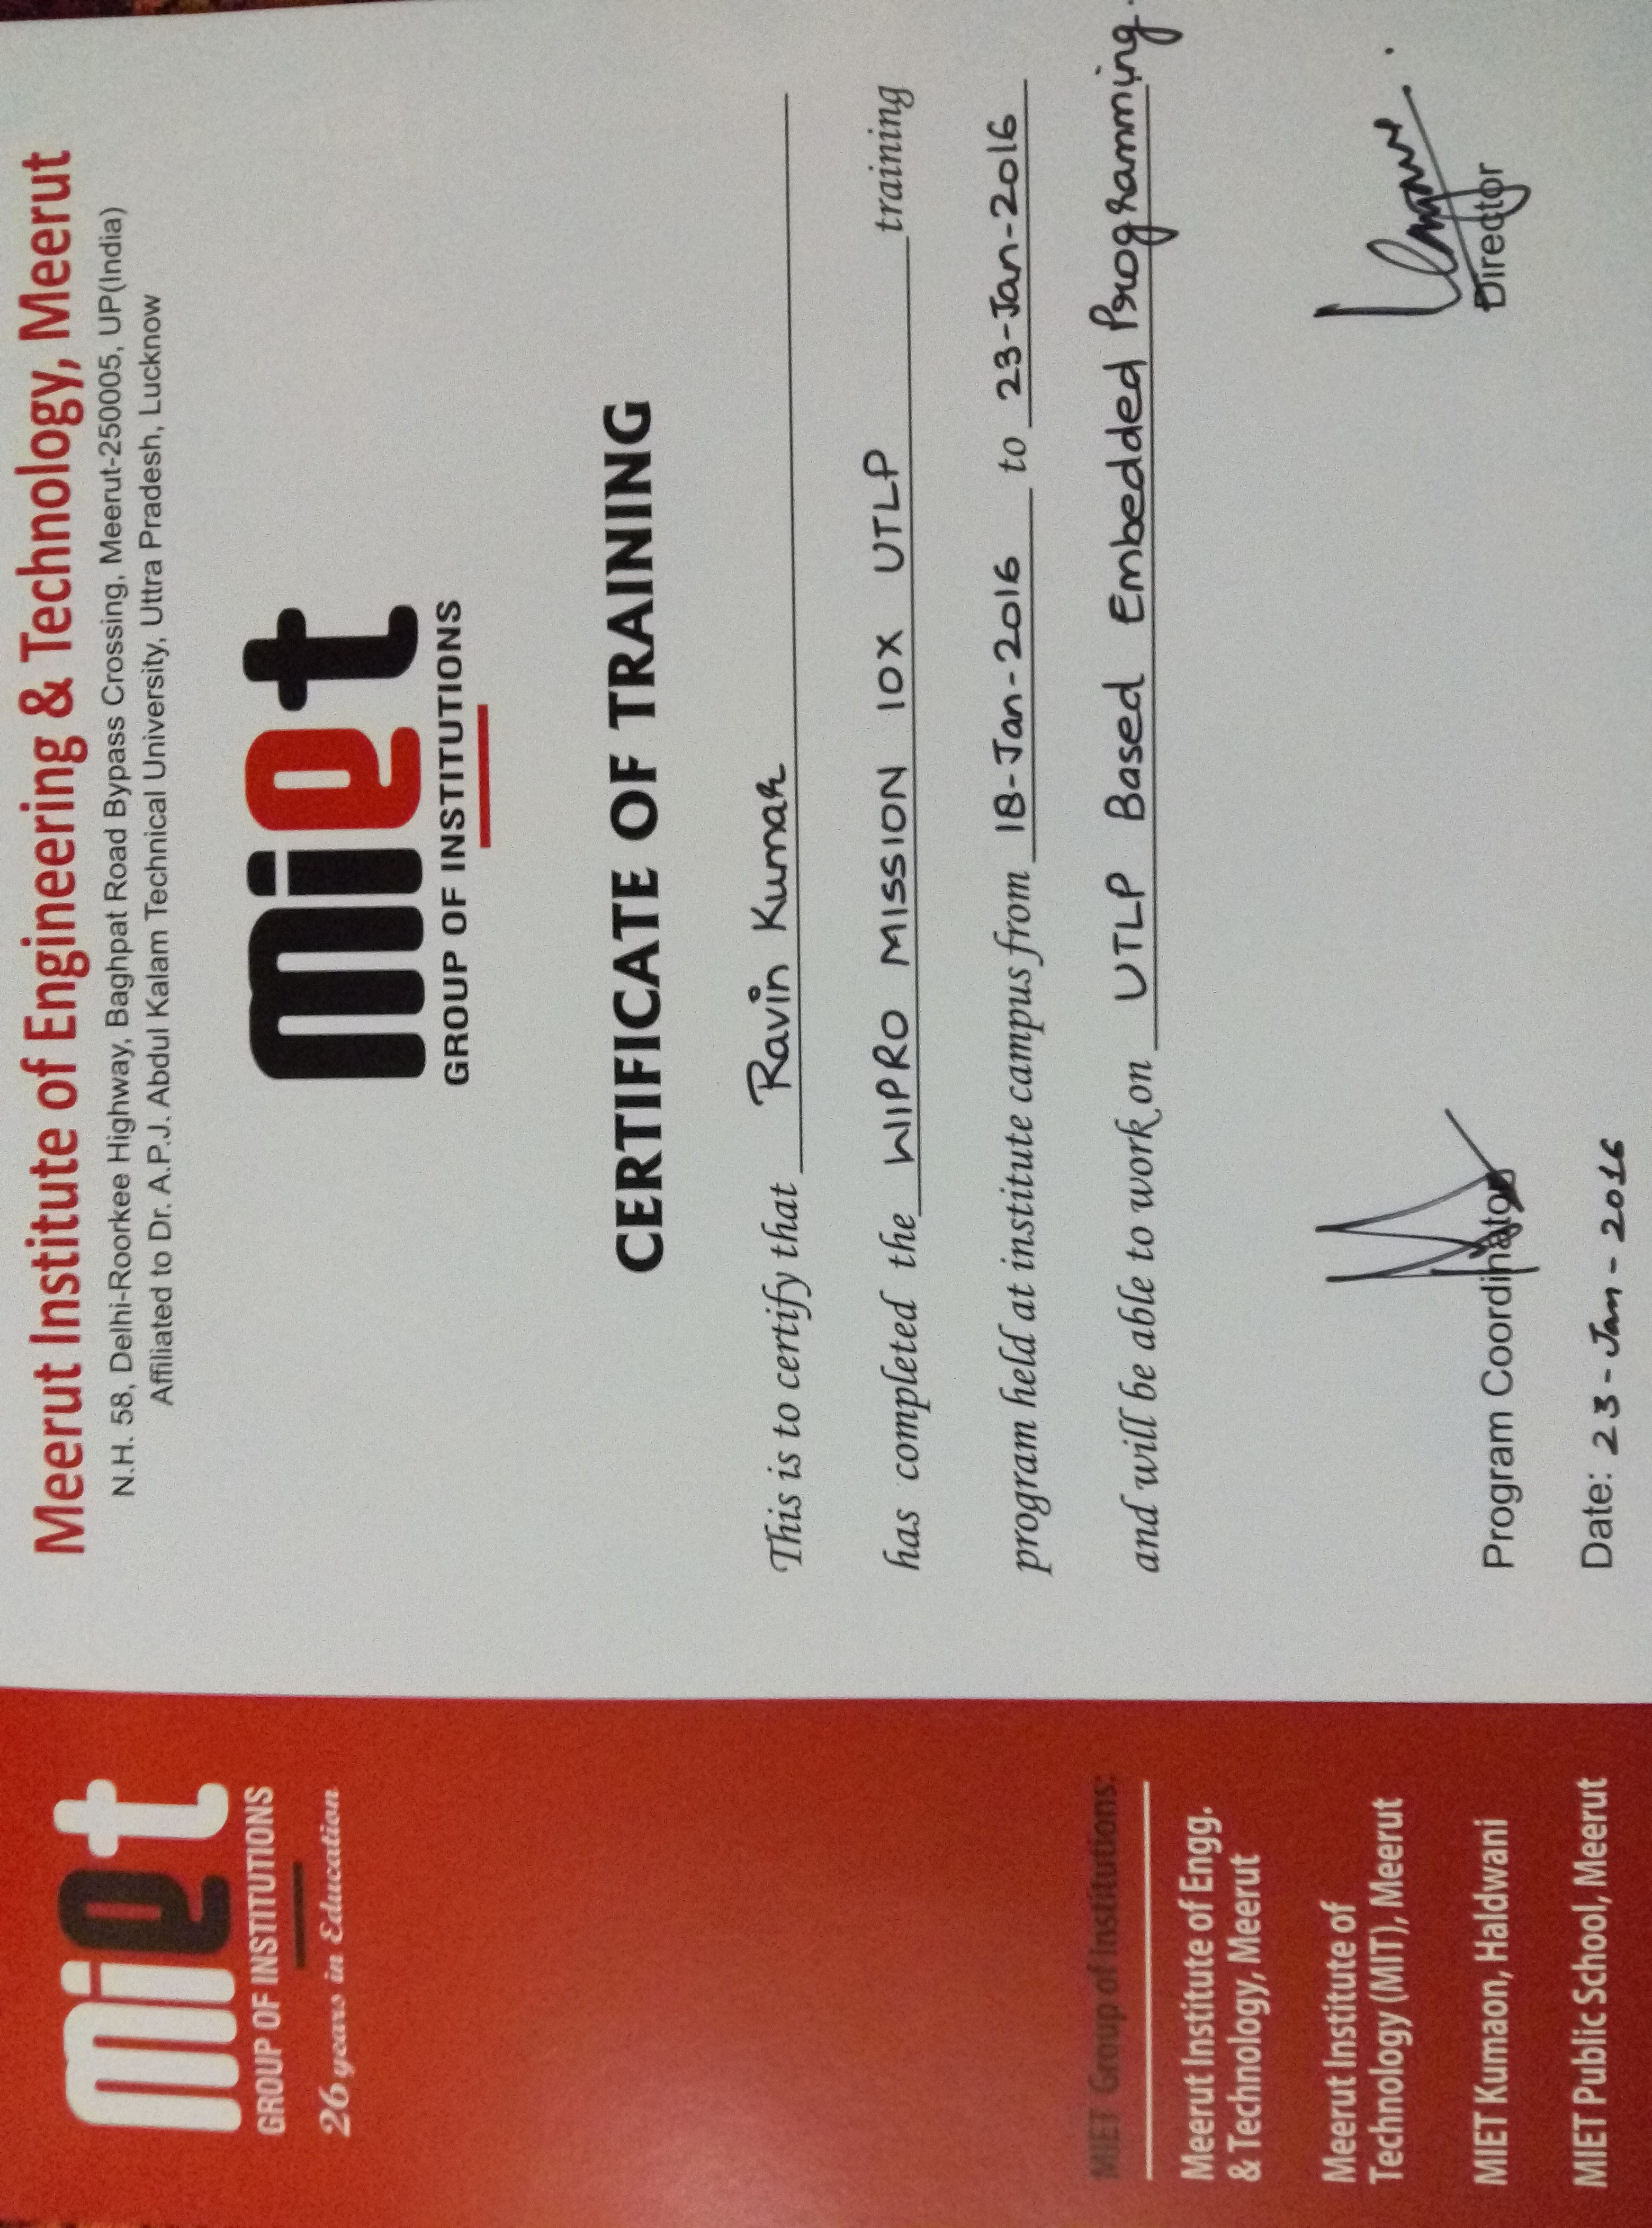 miet
GROUP OF INSTITUTIONS
26 years in Education
MIET Group of Institutions:
Meerut Institute of Engg.
& Technology, Meerut
Meerut Institute of
Technology (MIT), Meerut
MIET Kumaon, Haldwani
MIET Public School, Meerut
Meerut Institute of Engineering & Technology, Meerut
N.H. 58, Delhi-Roorkee Highway, Baghpat Road Bypass Crossing, Meerut-250005, UP(India)
Affiliated to Dr. A.P.J. Abdul Kalam Technical University, Uttra Pradesh, Lucknow
miet
GROUP OF INSTITUTIONS
CERTIFICATE OF TRAINING
This is to certify that Ravin Kumar
has completed the WIPRO MISSION 10X UTLP training
program held at institute campus from 18-Jan-2016 to 23-Jan-2016
and will be able to work on UTLP Based Embedded Programming.
Program Coordinator Director
Date: 23-Jan-2016